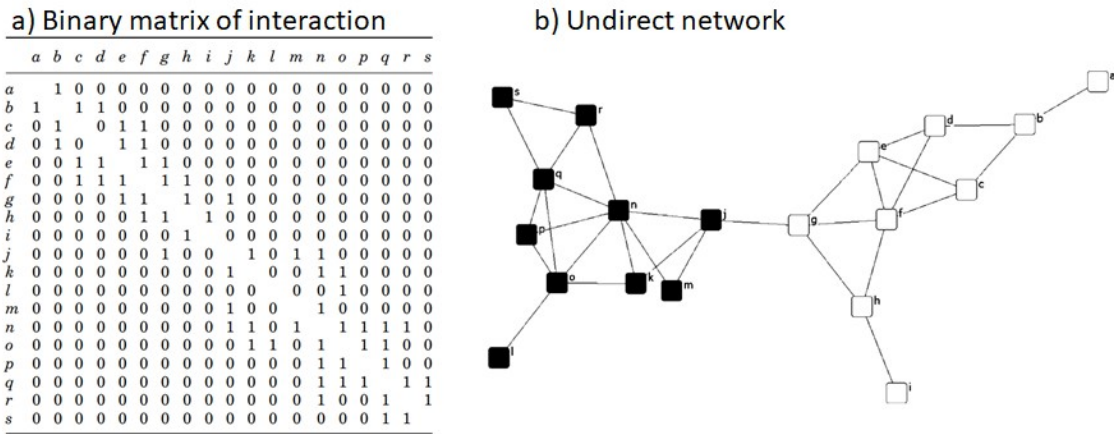 a) Binary matrix of interaction
a b c d e f g h i j k l m n o p q r s
a 1 0 0 0 0 0 0 0 0 0 0 0 0 0 0 0 0 0
b 1 1 1 0 0 0 0 0 0 0 0 0 0 0 0 0 0 0
c 0 1 0 1 1 0 0 0 0 0 0 0 0 0 0 0 0 0
d 0 1 0 1 1 0 0 0 0 0 0 0 0 0 0 0 0 0
e 0 0 1 1 1 1 0 0 0 0 0 0 0 0 0 0 0 0
f 0 0 1 1 1 1 1 0 0 0 0 0 0 0 0 0 0 0
g 0 0 0 0 1 1 1 0 1 0 0 0 0 0 0 0 0 0
h 0 0 0 0 0 1 1 1 0 0 0 0 0 0 0 0 0 0
i 0 0 0 0 0 0 0 1 0 0 0 0 0 0 0 0 0 0
j 0 0 0 0 0 0 1 0 0 1 0 1 1 0 0 0 0 0
k 0 0 0 0 0 0 0 0 0 1 0 0 1 1 0 0 0 0
l 0 0 0 0 0 0 0 0 0 0 0 0 0 1 0 0 0 0
m 0 0 0 0 0 0 0 0 0 1 0 0 1 0 0 0 0 0
n 0 0 0 0 0 0 0 0 0 1 1 0 1 1 1 1 1 0
o 0 0 0 0 0 0 0 0 0 0 1 1 0 1 1 1 0 0
p 0 0 0 0 0 0 0 0 0 0 0 0 0 1 1 1 0 0
q 0 0 0 0 0 0 0 0 0 0 0 0 0 1 1 1 1 1
r 0 0 0 0 0 0 0 0 0 0 0 0 0 1 0 0 1 1
s 0 0 0 0 0 0 0 0 0 0 0 0 0 0 0 0 1 1
b) Undirect network
a
s
r
d
b
e
q
c
n
j
g
f
p
o
k
m
h
l
i